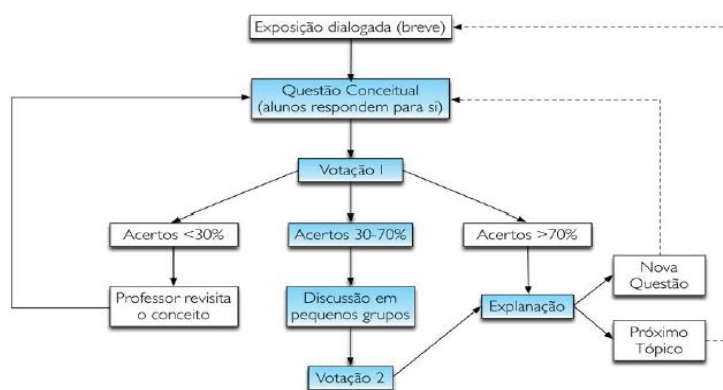 Exposição dialogada (breve)
Questão Conceitual
(alunos respondem para si)
Votação I
Acertos <30%
Acertos 30-70%
Acertos >70%
Professor revisita
o conceito
Discussão em
pequenos grupos
Explanação
Nova
Questão
Próximo
Tópico
Votação 2